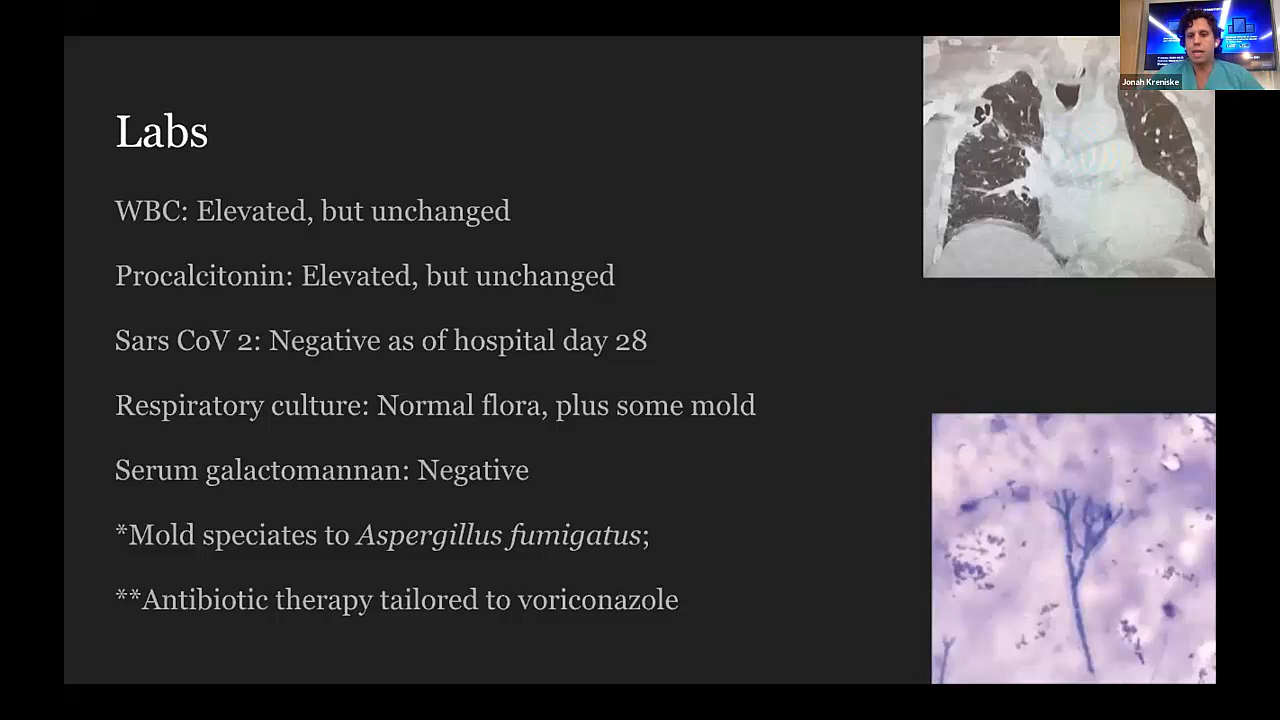 Labs
WBC: Elevated, but unchanged
Procalcitonin: Elevated, but unchanged
Sars CoV 2: Negative as of hospital day 28
Respiratory culture: Normal flora, plus some mold
Serum galactomannan: Negative
*Mold speciates to Aspergillus fumigatus;
**Antibiotic therapy tailored to voriconazole
Jonah Kreniske